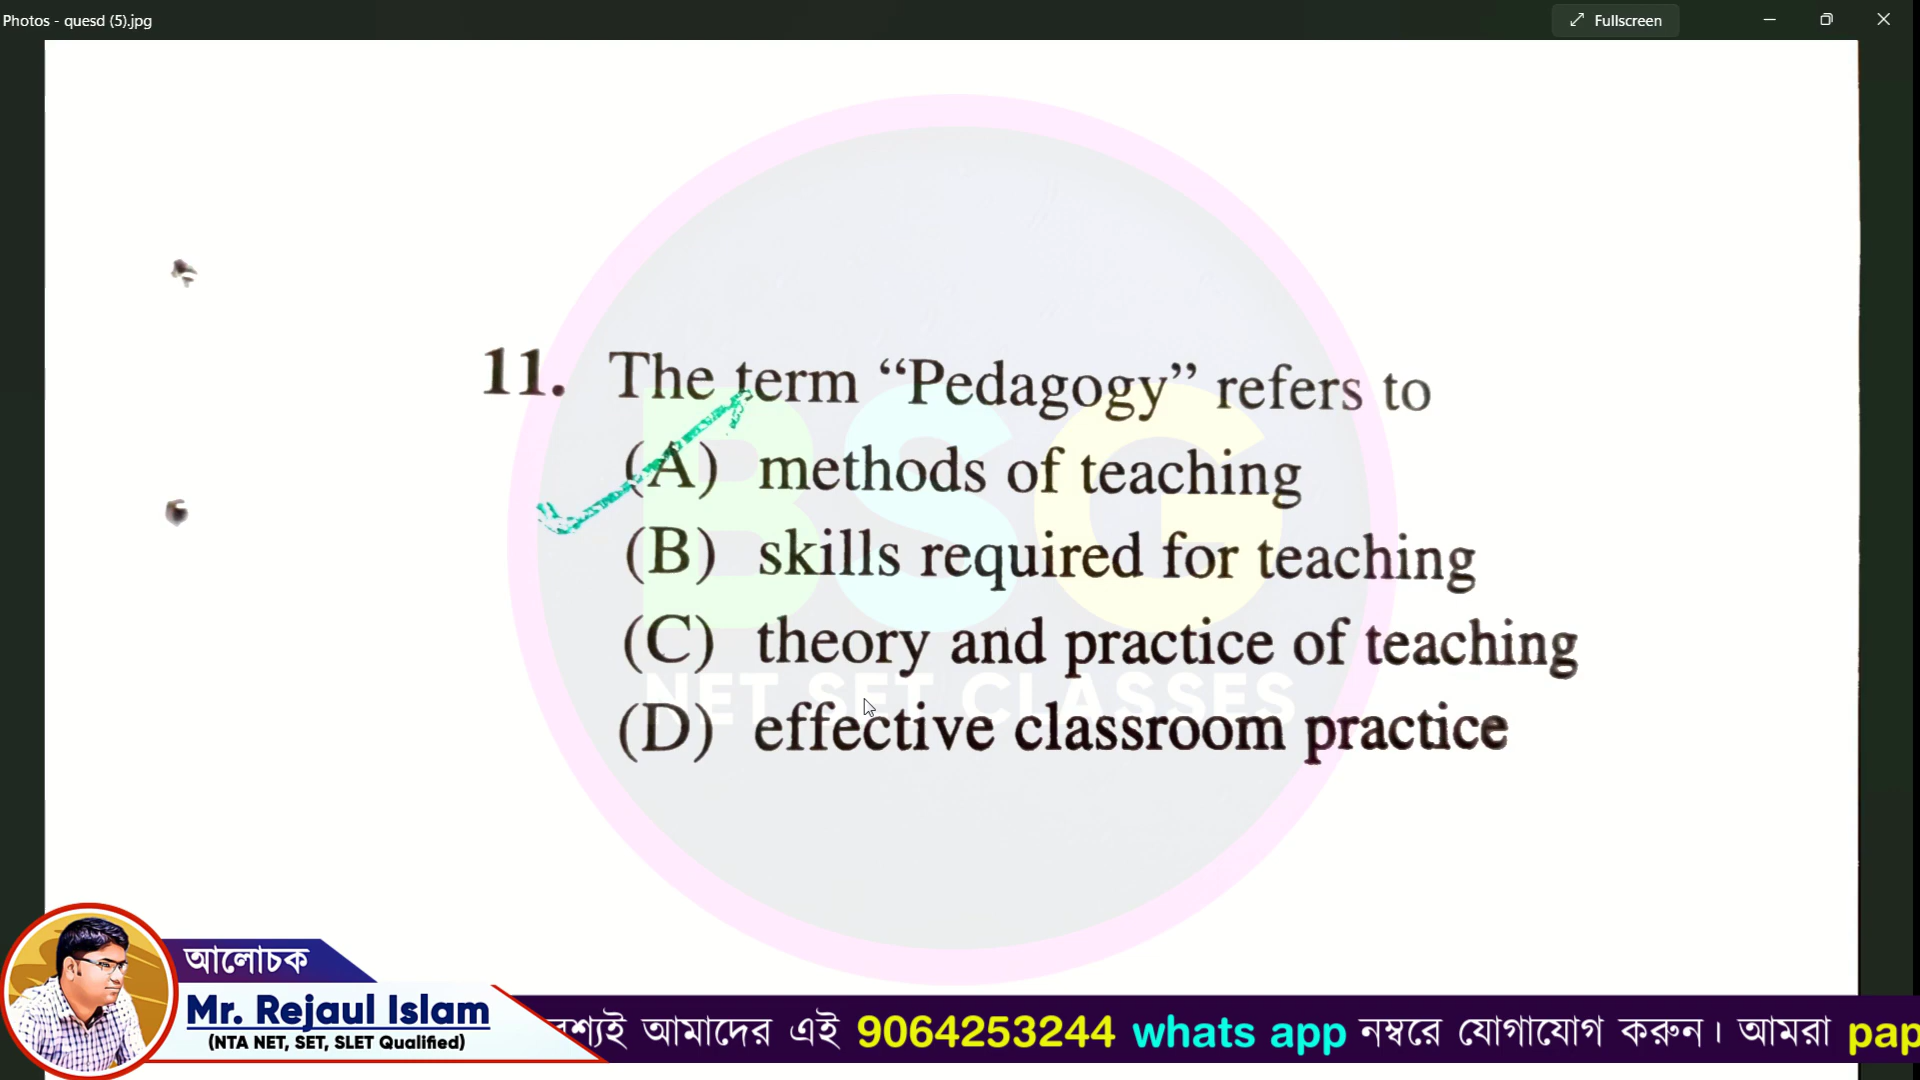 Photos - quesd (5).jpg
Fullscreen
11. The term “Pedagogy” refers to
(A) methods of teaching
(B) skills required for teaching
(C) theory and practice of teaching
(D) effective classroom practice
BSG
NET SET CLASSES
আলোচক
Mr. Rejaul Islam
(NTA NET, SET, SLET Qualified)
আমাদের এই 9064253244 whats app নম্বরে যোগাযোগ করুন। আমরা pap